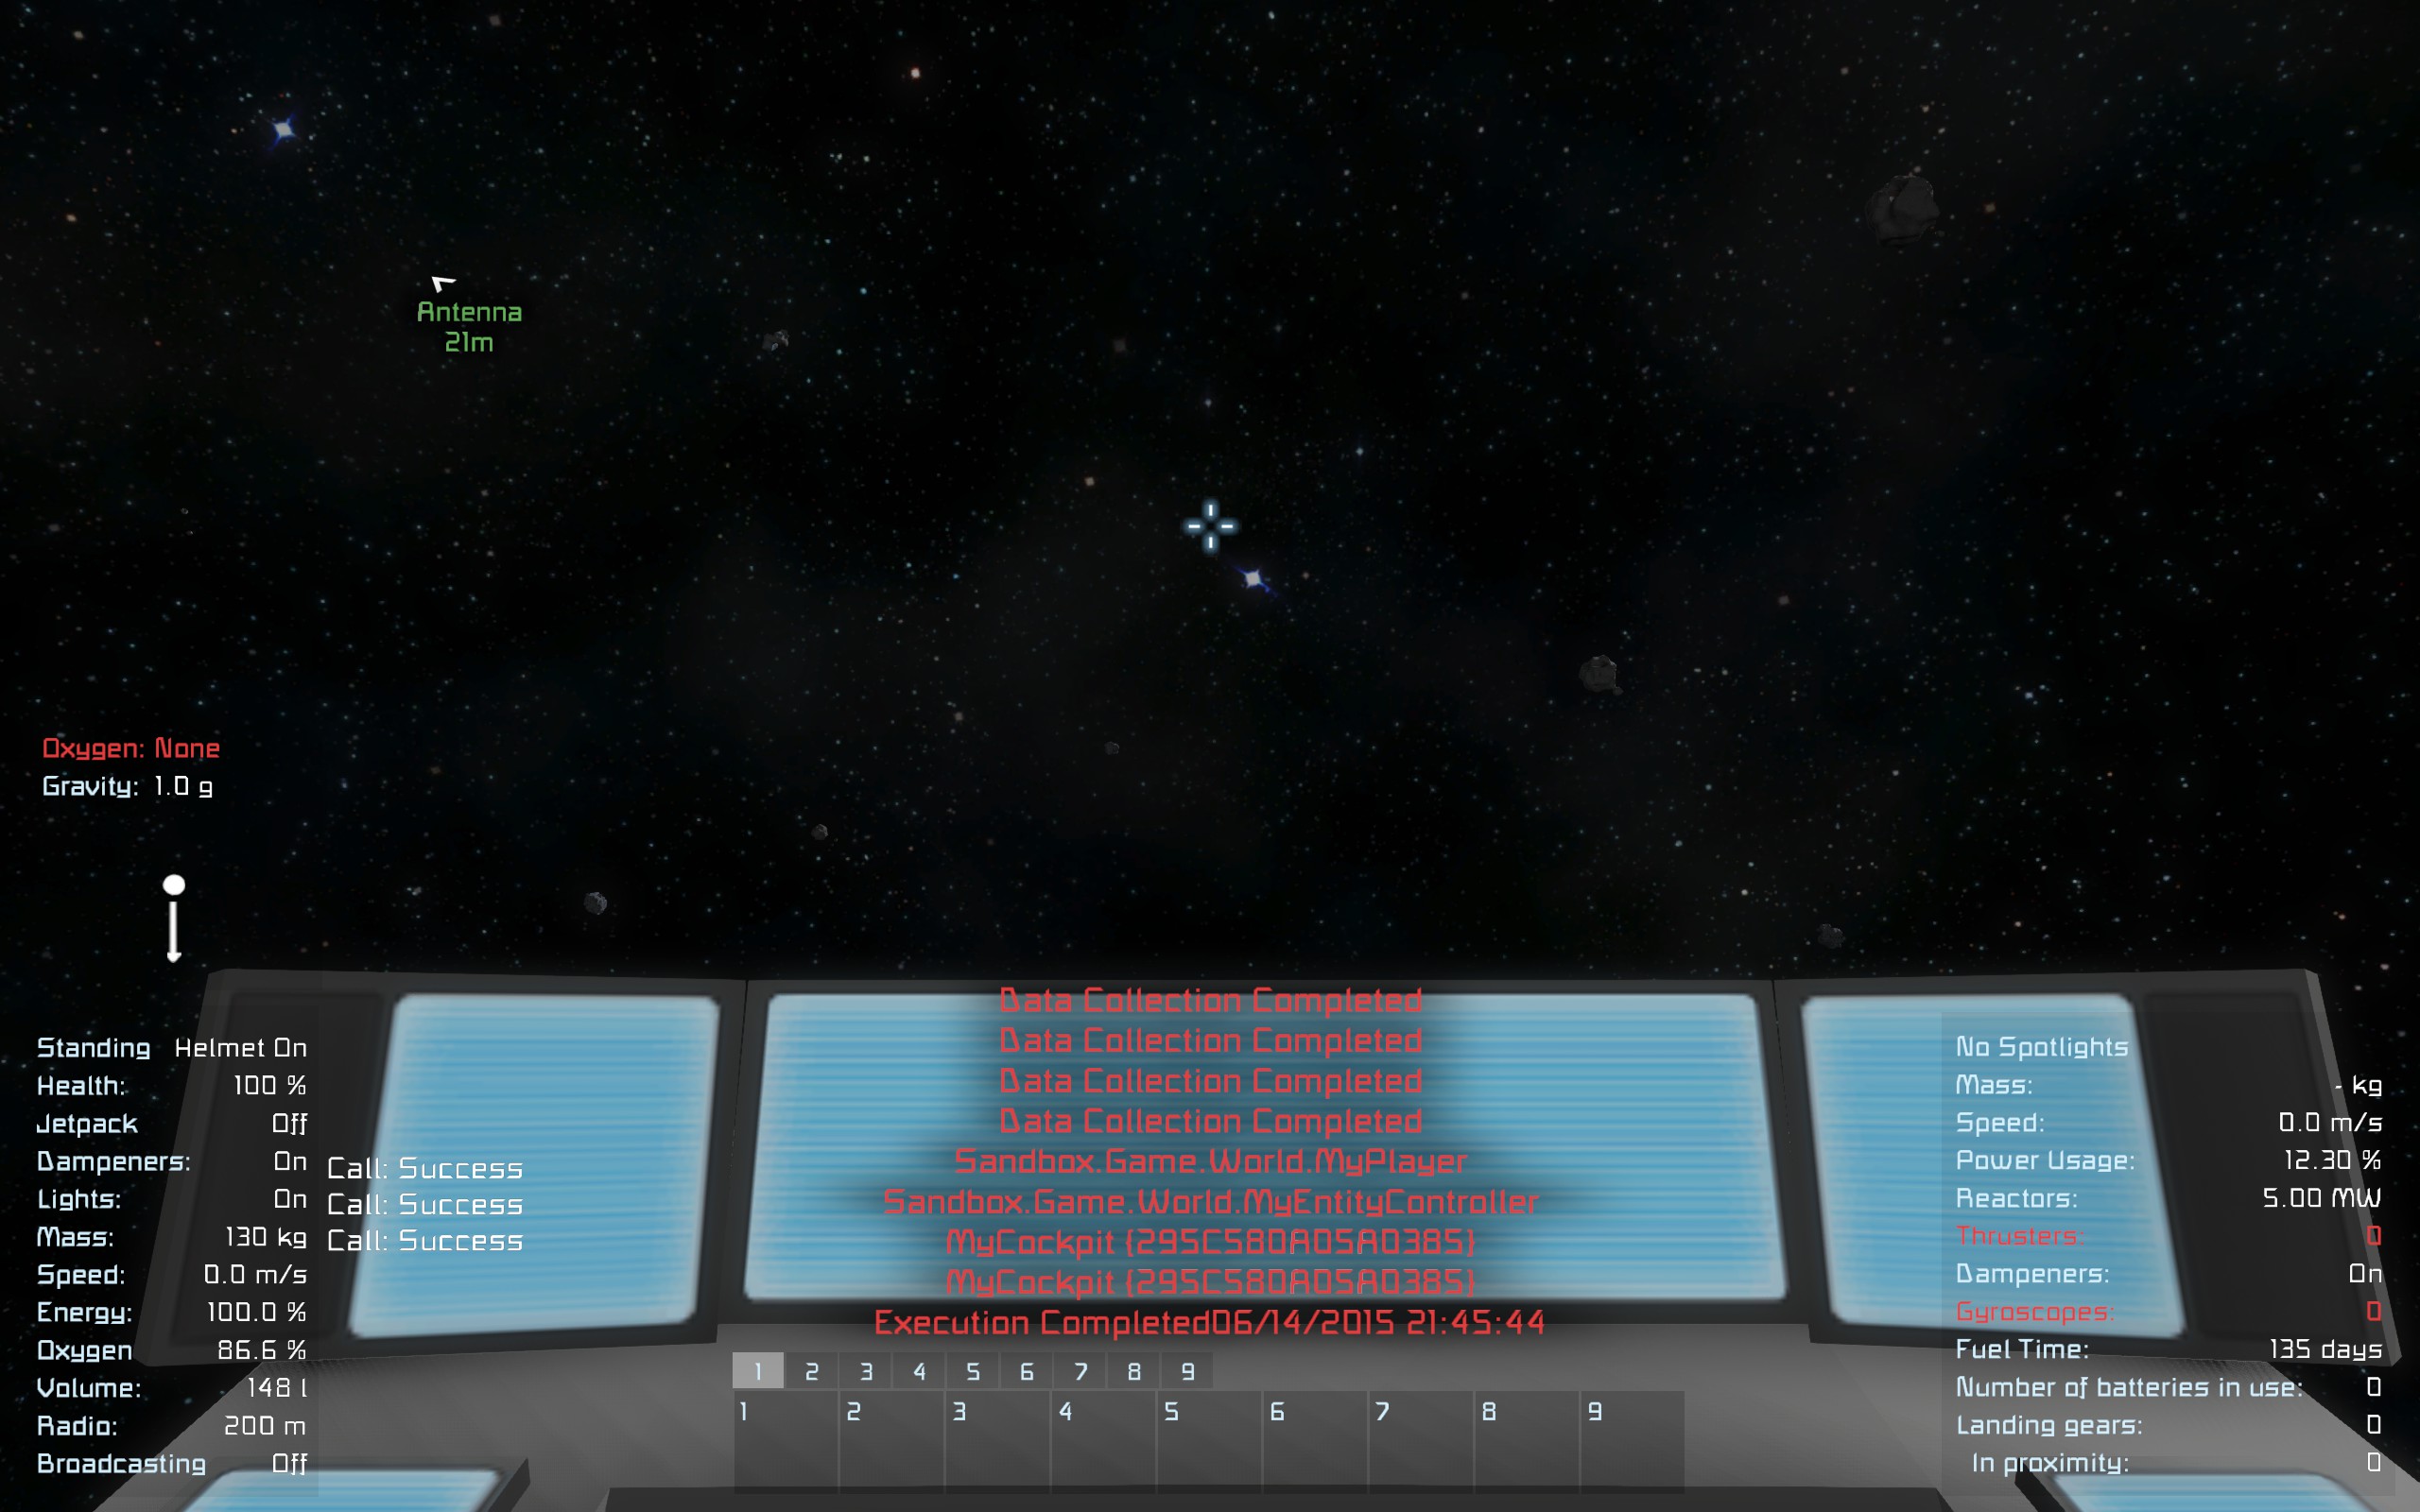 Antenna
21m
Oxygen: None
Gravity: 1.0 g
Data Collection Completed
Data Collection Completed
Data Collection Completed
Data Collection Completed
Sandbox.Game.World.MyPlayer
Sandbox.Game.World.MyEntityController
MyCockpit {295C580A05A0385}
MyCockpit {295C580A05A0385}
Execution Completed06/14/2015 21:45:44
Standing Helmet On
Health: 100 %
Jetpack Off
Dampeners: On
Lights: On
Mass: 130 kg
Speed: 0.0 m/s
Energy: 100.0 %
Oxygen 86.6 %
Volume: 148 l
Radio: 200 m
Broadcasting Off
Call: Success
Call: Success
Call: Success
No Spotlights
Mass: - kg
Speed: 0.0 m/s
Power Usage: 12.30 %
Reactors: 5.00 MW
Thrusters: 0
Dampeners: On
Gyroscopes: 0
Fuel Time: 135 days
Number of batteries in use: 0
Landing gears: 0
In proximity: 0
1 2 3 4 5 6 7 8 9
1 2 3 4 5 6 7 8 9